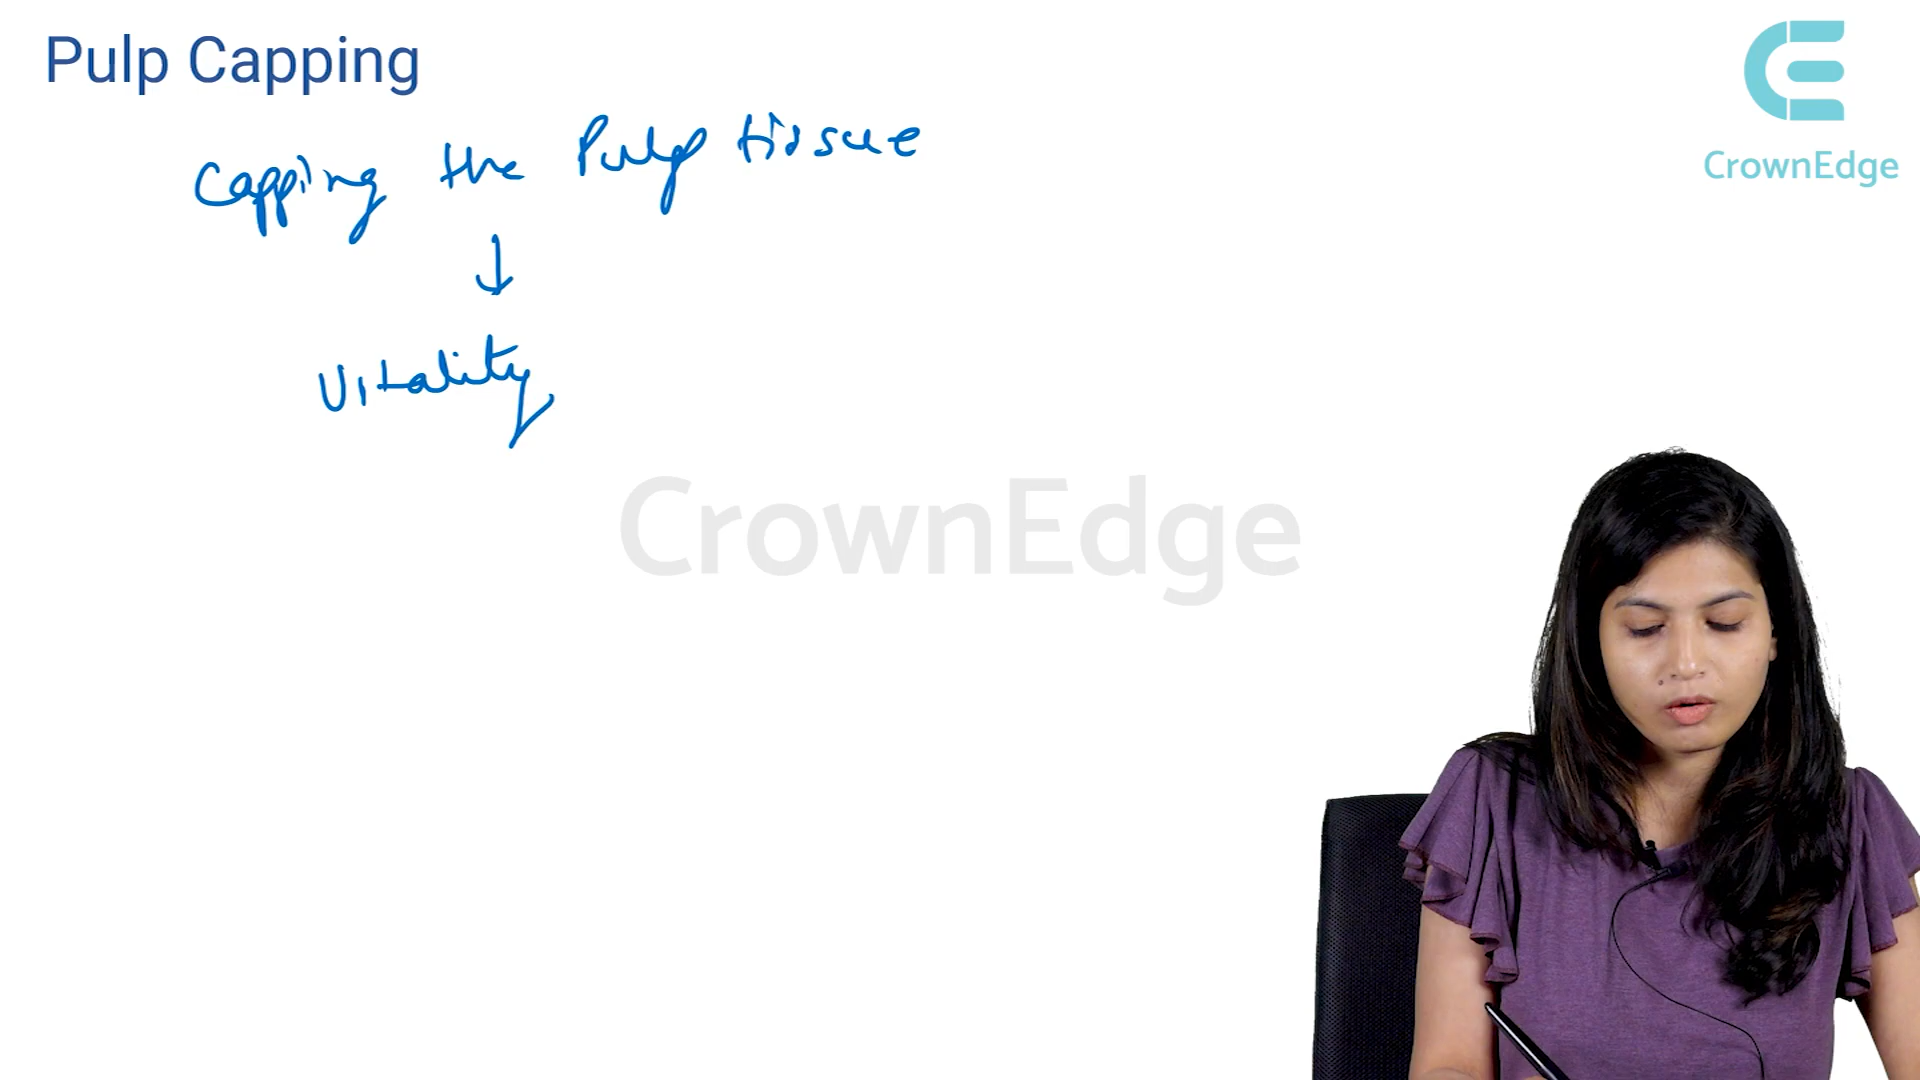 Pulp Capping
CrownEdge
Capping the Pulp tissue
↓
Vitality
CrownEdge